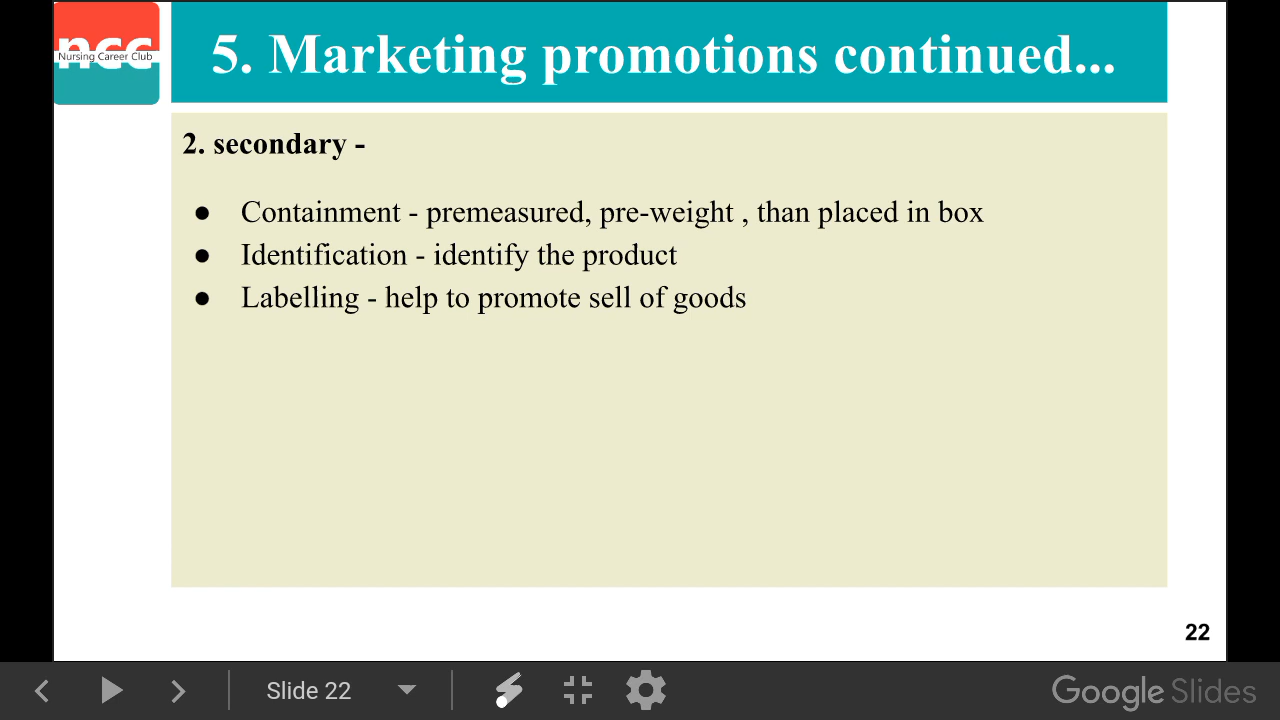 ncc
Nursing Career Club
5. Marketing promotions continued...
2. secondary -
● Containment - premeasured, pre-weight , than placed in box
● Identification - identify the product
● Labelling - help to promote sell of goods
22
Slide 22
Google Slides